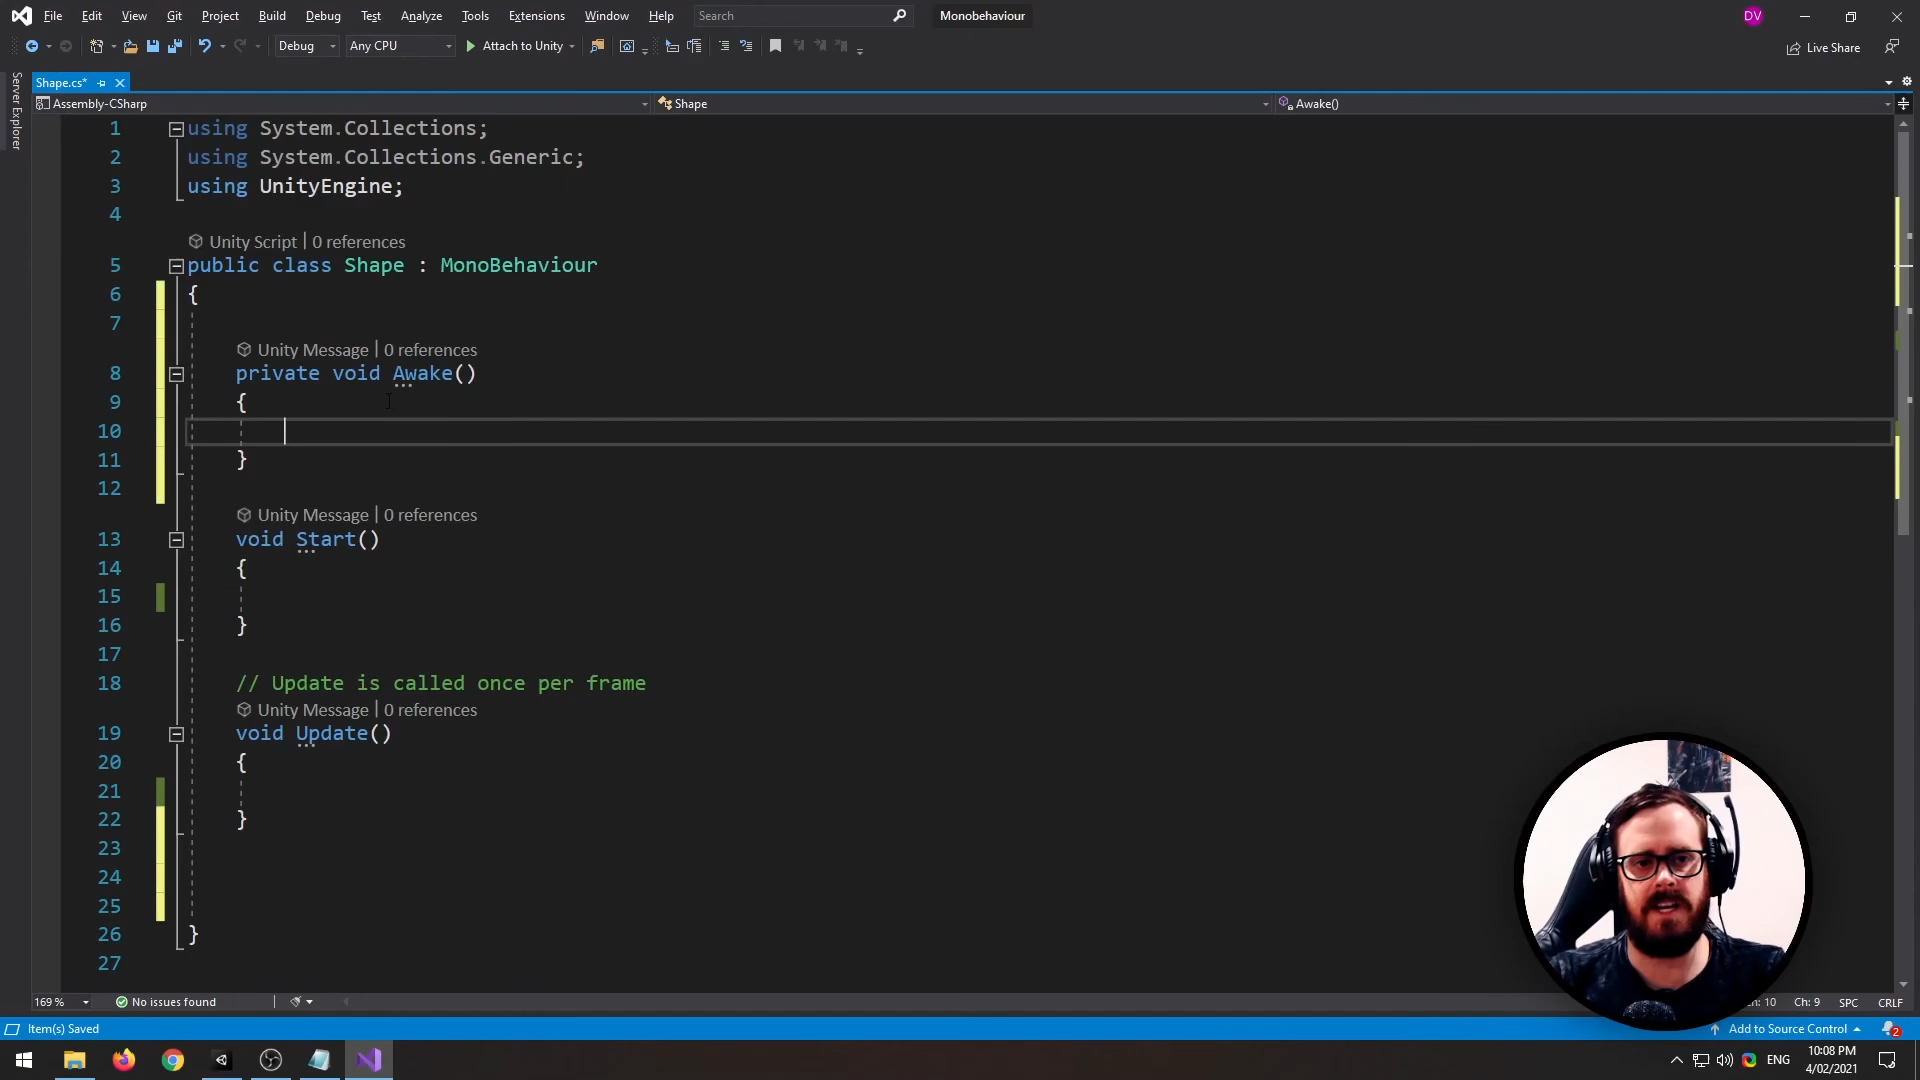 File Edit View Git Project Build Debug Test Analyze Tools Extensions Window Help Search Monobehaviour DV
Debug Any CPU Attach to Unity Live Share
Server Explorer
Shape.cs*
Assembly-CSharp Shape Awake()
1 using System.Collections;
2 using System.Collections.Generic;
3 using UnityEngine;
4
Unity Script | 0 references
5 public class Shape : MonoBehaviour
6 {
7
Unity Message | 0 references
8 private void Awake()
9 {
10
11 }
12
Unity Message | 0 references
13 void Start()
14 {
15
16 }
17
18 // Update is called once per frame
Unity Message | 0 references
19 void Update()
20 {
21
22 }
23
24
25
26 }
27
169 % No issues found Ln: 10 Ch: 9 SPC CRLF
Item(s) Saved Add to Source Control 2
ENG 10:08 PM
4/02/2021